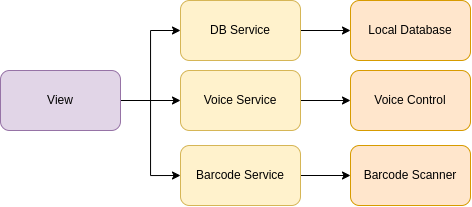 DB Service
Local Database
View
Voice Service
Voice Control
Barcode Service
Barcode Scanner